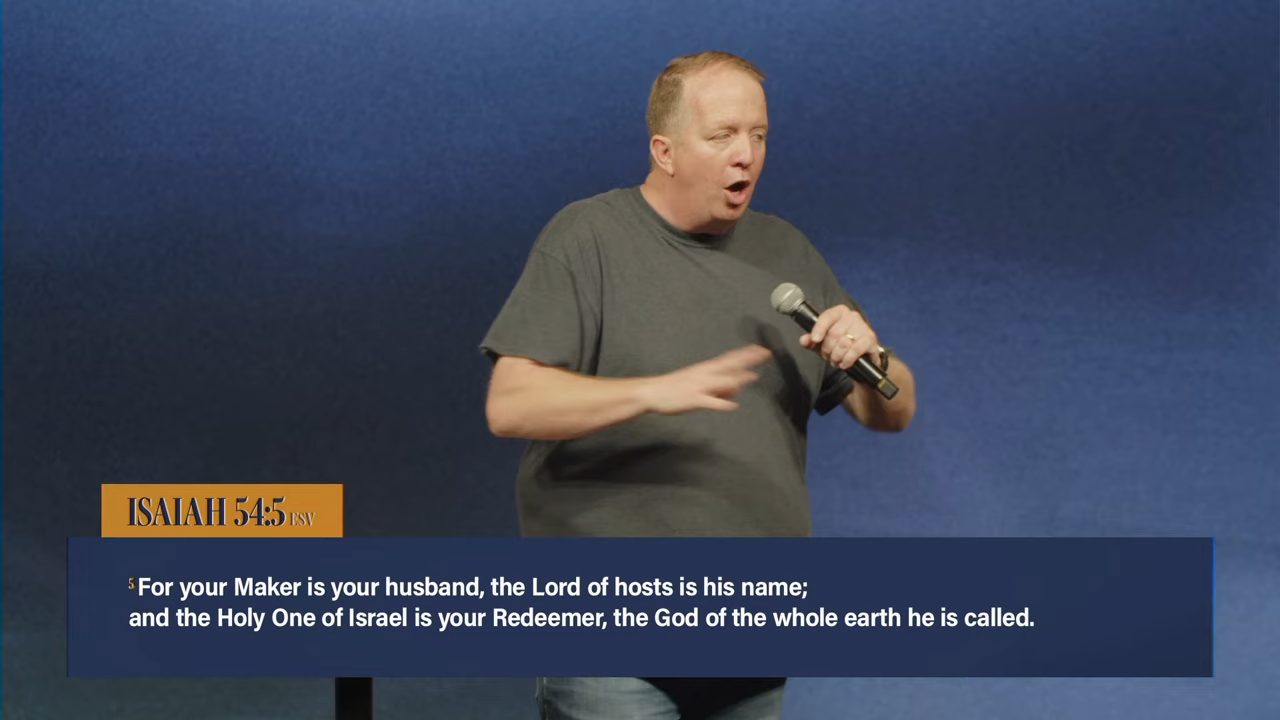 ISAIAH 54:5 ESV
5 For your Maker is your husband, the Lord of hosts is his name;
and the Holy One of Israel is your Redeemer, the God of the whole earth he is called.